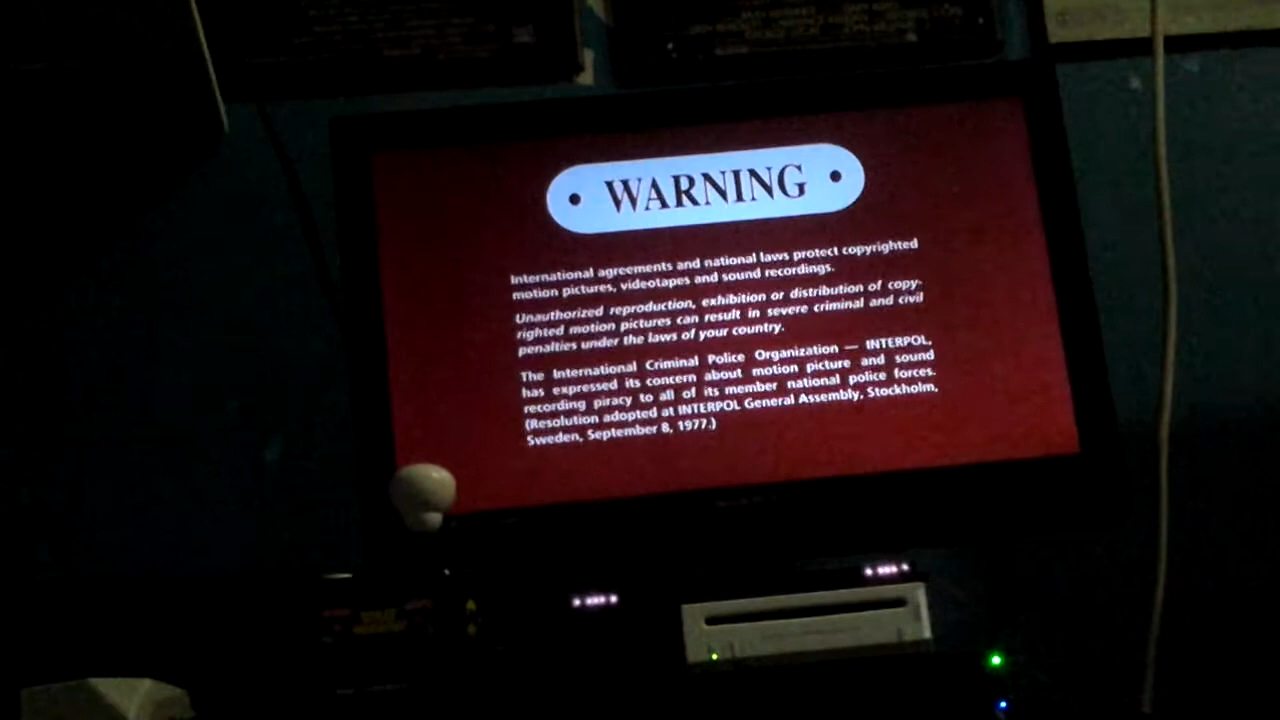 WARNING
International agreements and national laws protect copyrighted
motion pictures, videotapes and sound recordings.
Unauthorized reproduction, exhibition or distribution of copy-
righted motion pictures can result in severe criminal and civil
penalties under the laws of your country.
The International Criminal Police Organization — INTERPOL,
has expressed its concern about motion picture and sound
recording piracy to all of its member national police forces.
(Resolution adopted at INTERPOL General Assembly, Stockholm,
Sweden, September 8, 1977.)